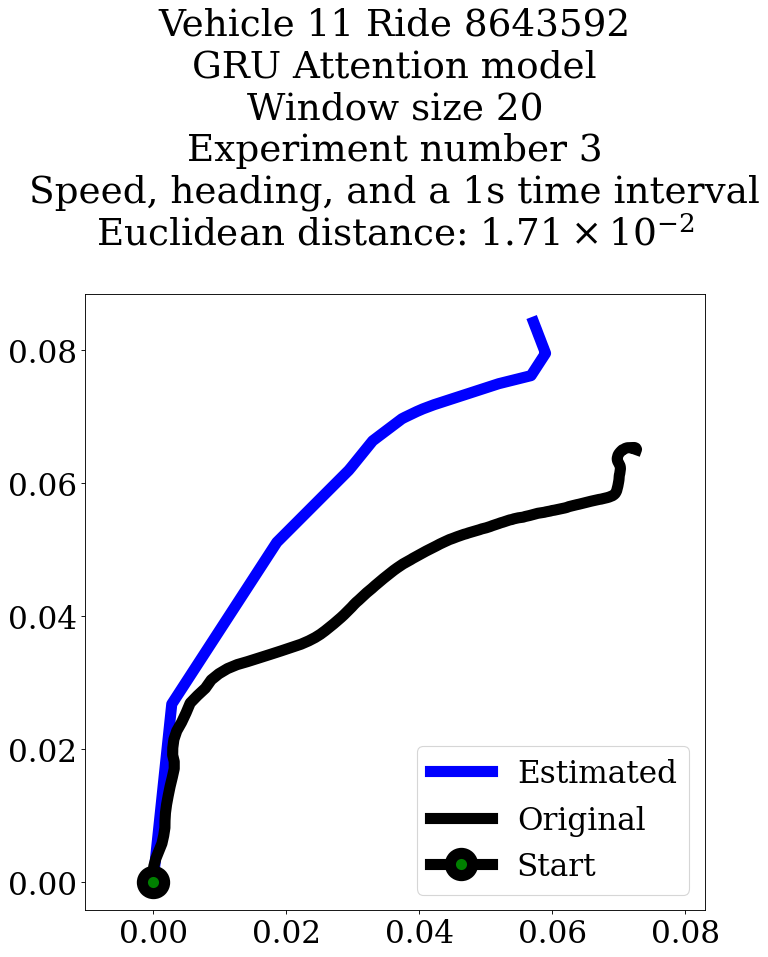 Vehicle 11 Ride 8643592
GRU Attention model
Window size 20
Experiment number 3
Speed, heading, and a 1s time interval
Euclidean distance: 1.71 × 10⁻²
0.08
0.06
0.04
0.02
0.00
Estimated
Original
Start
0.00 0.02 0.04 0.06 0.08